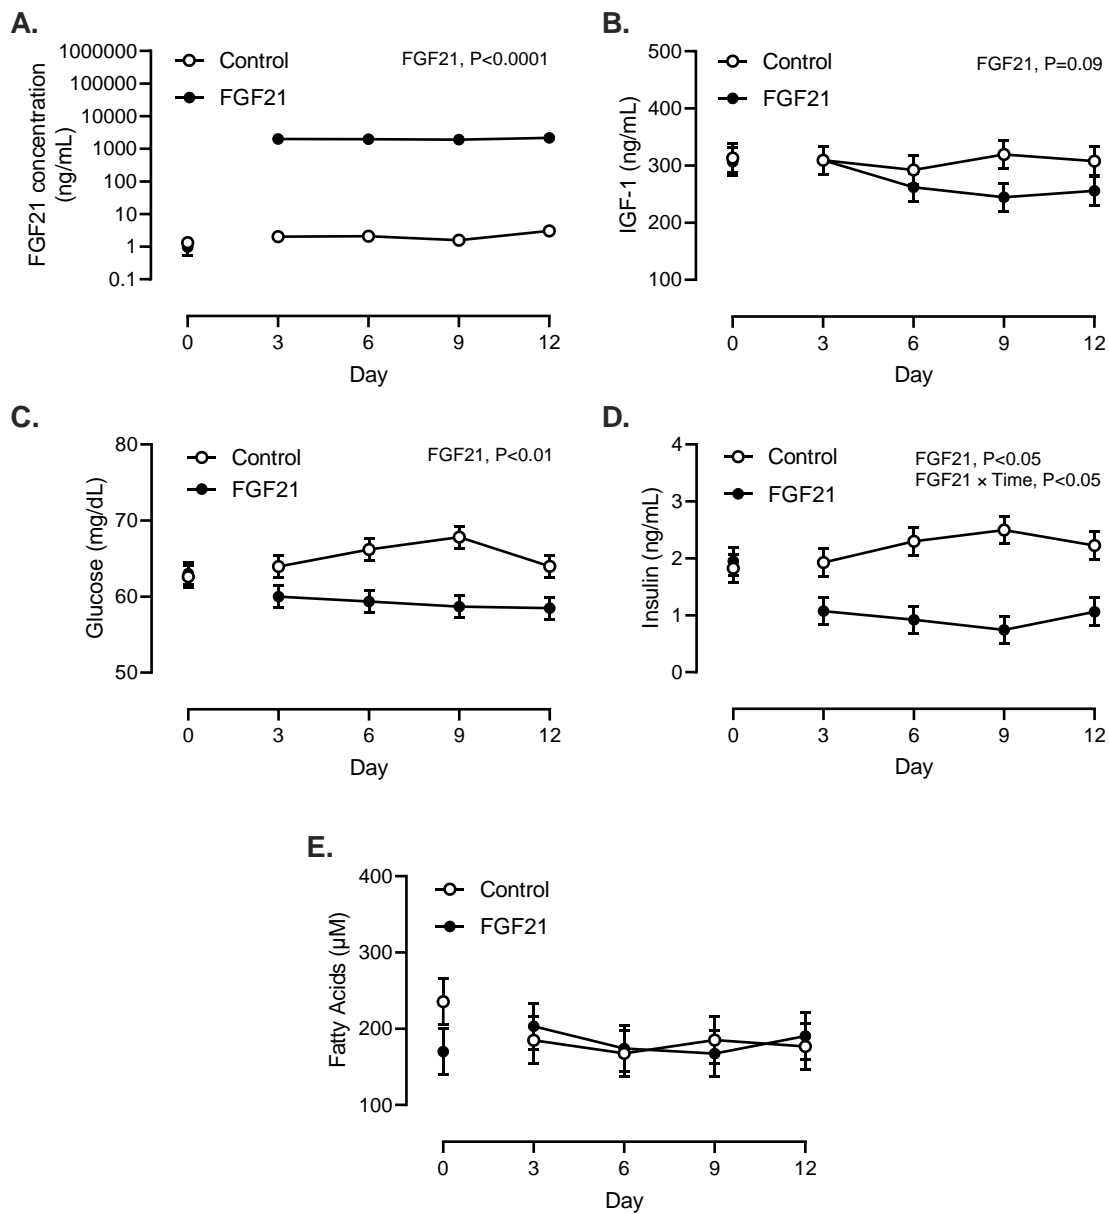 A.
FGF21 concentration
(ng/mL)
1000000
100000
10000
1000
100
10
1
0.1
Control
FGF21
FGF21, P<0.0001
0 3 6 9 12
Day
B.
IGF-1 (ng/mL)
500
400
300
200
100
Control
FGF21
FGF21, P=0.09
0 3 6 9 12
Day
C.
Glucose (mg/dL)
80
70
60
50
Control
FGF21
FGF21, P<0.01
0 3 6 9 12
Day
D.
Insulin (ng/mL)
4
3
2
1
0
Control
FGF21
FGF21, P<0.05
FGF21 × Time, P<0.05
0 3 6 9 12
Day
E.
Fatty Acids (µM)
400
300
200
100
Control
FGF21
0 3 6 9 12
Day